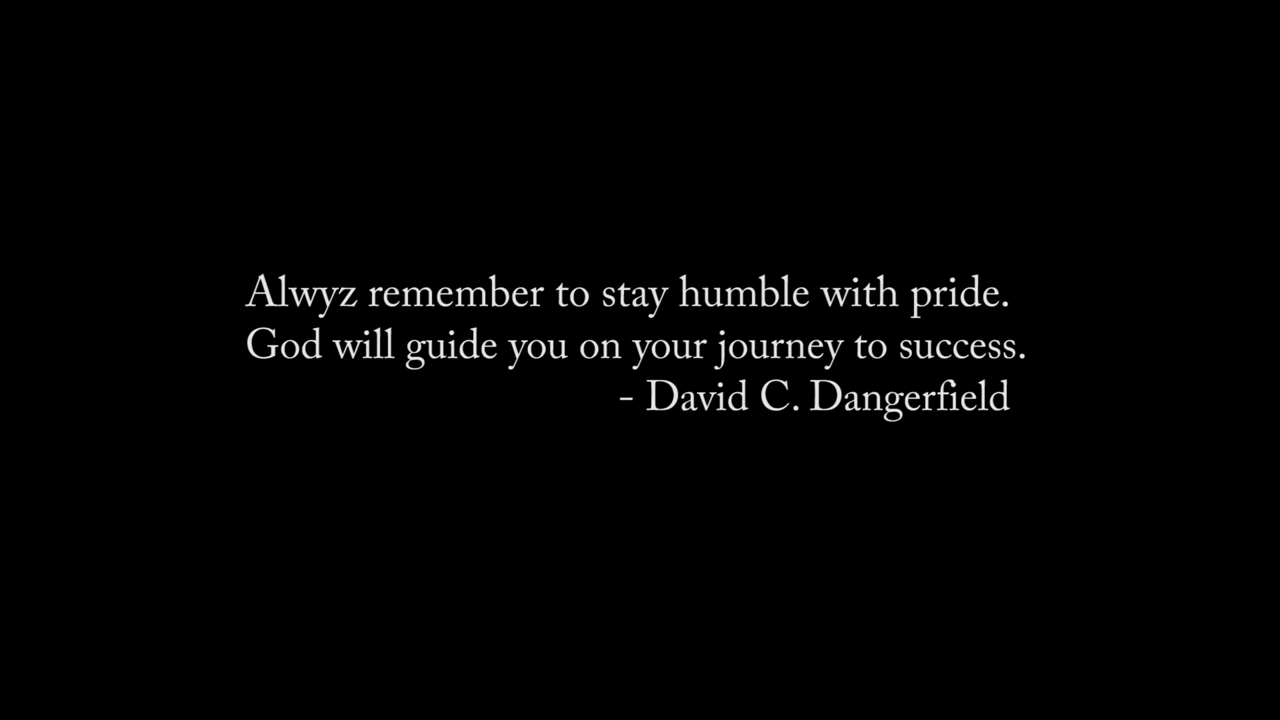 Alwyz remember to stay humble with pride.
God will guide you on your journey to success.
- David C. Dangerfield